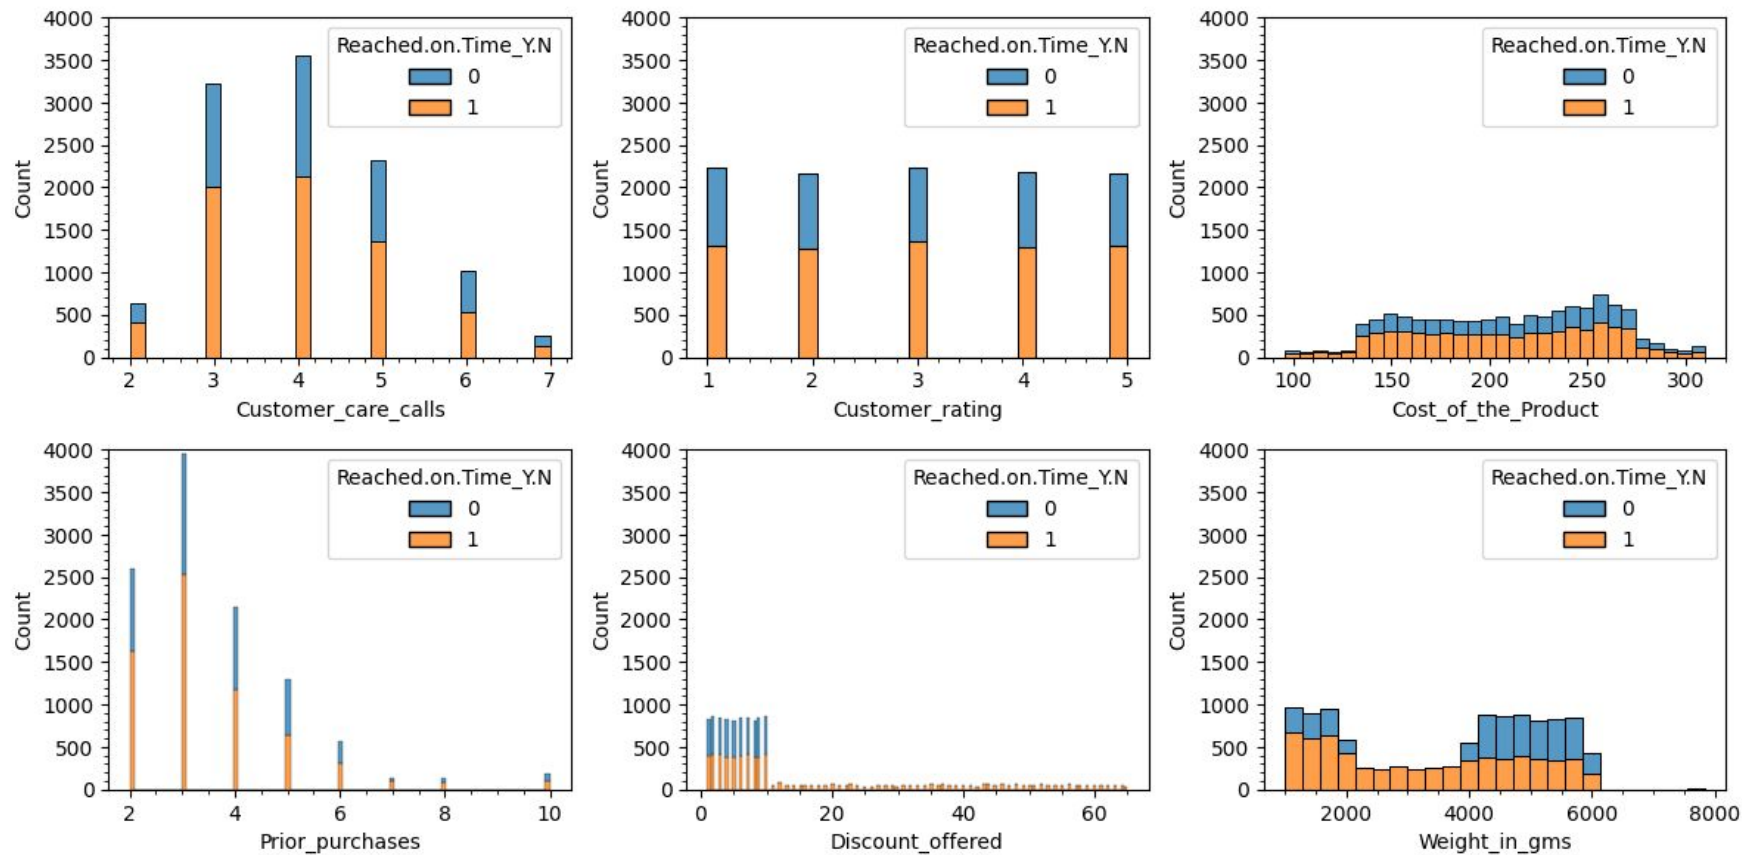 4000
3500
3000
2500
2000
1500
1000
500
0
Count
Reached.on.Time_Y.N
0
1
2 3 4 5 6 7
Customer_care_calls
4000
3500
3000
2500
2000
1500
1000
500
0
Count
Reached.on.Time_Y.N
0
1
1 2 3 4 5
Customer_rating
4000
3500
3000
2500
2000
1500
1000
500
0
Count
Reached.on.Time_Y.N
0
1
100 150 200 250 300
Cost_of_the_Product
4000
3500
3000
2500
2000
1500
1000
500
0
Count
Reached.on.Time_Y.N
0
1
2 4 6 8 10
Prior_purchases
4000
3500
3000
2500
2000
1500
1000
500
0
Count
Reached.on.Time_Y.N
0
1
0 20 40 60
Discount_offered
4000
3500
3000
2500
2000
1500
1000
500
0
Count
Reached.on.Time_Y.N
0
1
2000 4000 6000 8000
Weight_in_gms